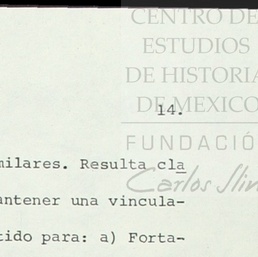 CENTRO DE
ESTUDIOS
DE HISTORIA
DE MEXICO
14.
FUNDACIÓ
milares. Resulta cla
Carlos Slim
antener una vincula-
tido para: a) Forta-